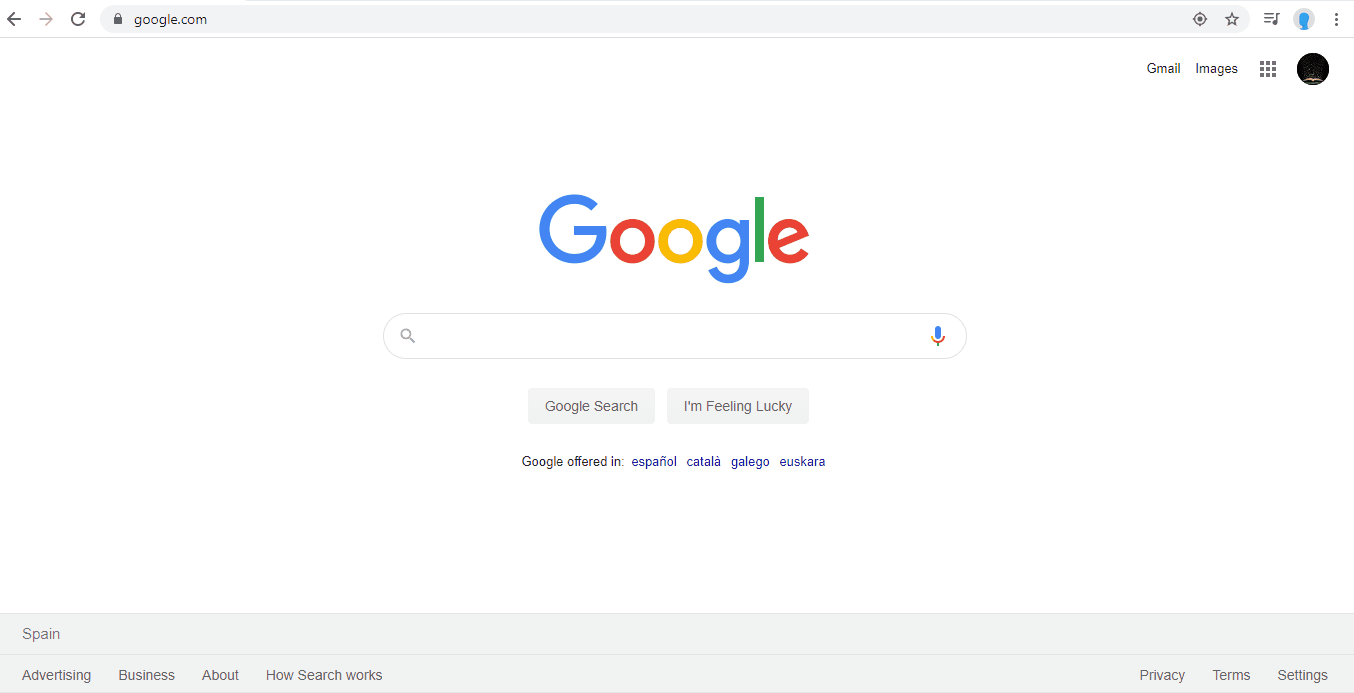 google.com
Gmail Images
Google
Google Search I'm Feeling Lucky
Google offered in: español català galego euskara
Spain
Advertising Business About How Search works Privacy Terms Settings